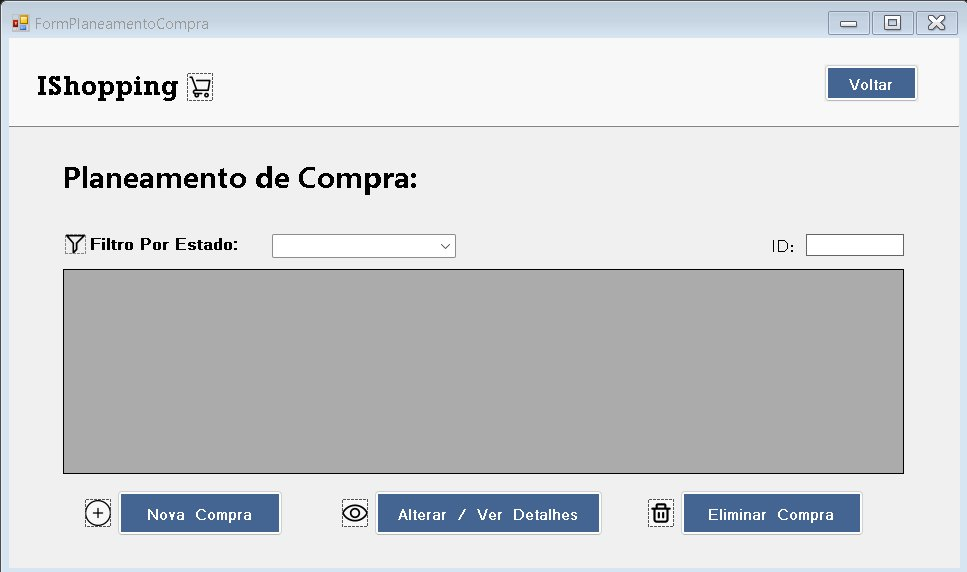 FormPlaneamentoCompra
IShopping
Voltar
Planeamento de Compra:
Filtro Por Estado:
ID:
Nova Compra
Alterar / Ver Detalhes
Eliminar Compra